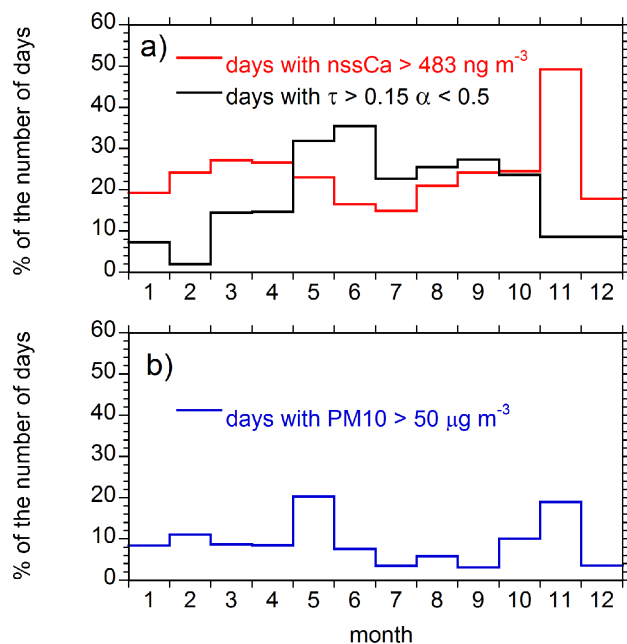 a)
days with nssCa > 483 ng m⁻³
days with τ > 0.15 α < 0.5
% of the number of days
60
50
40
30
20
10
0
1 2 3 4 5 6 7 8 9 10 11 12
b)
days with PM10 > 50 μg m⁻³
% of the number of days
60
50
40
30
20
10
0
1 2 3 4 5 6 7 8 9 10 11 12
month